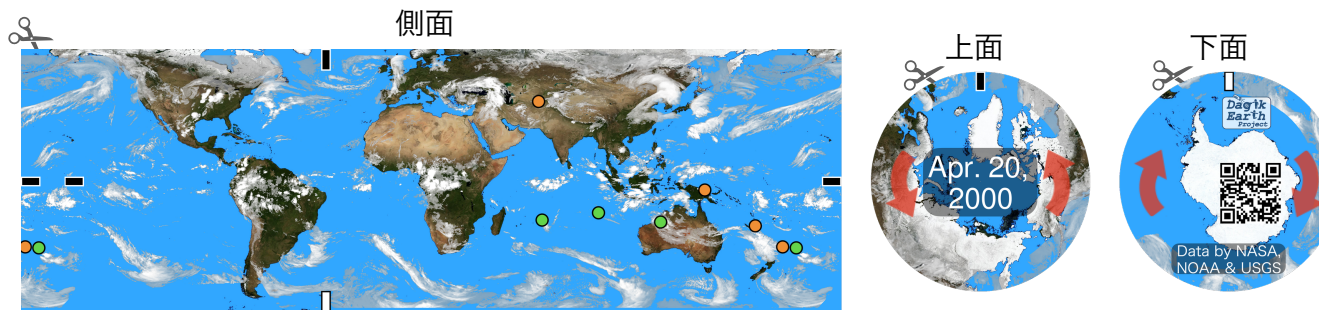 側面
上面
下面
Apr. 20,
2000
Dagik
Earth
Project
Data by NASA,
NOAA & USGS